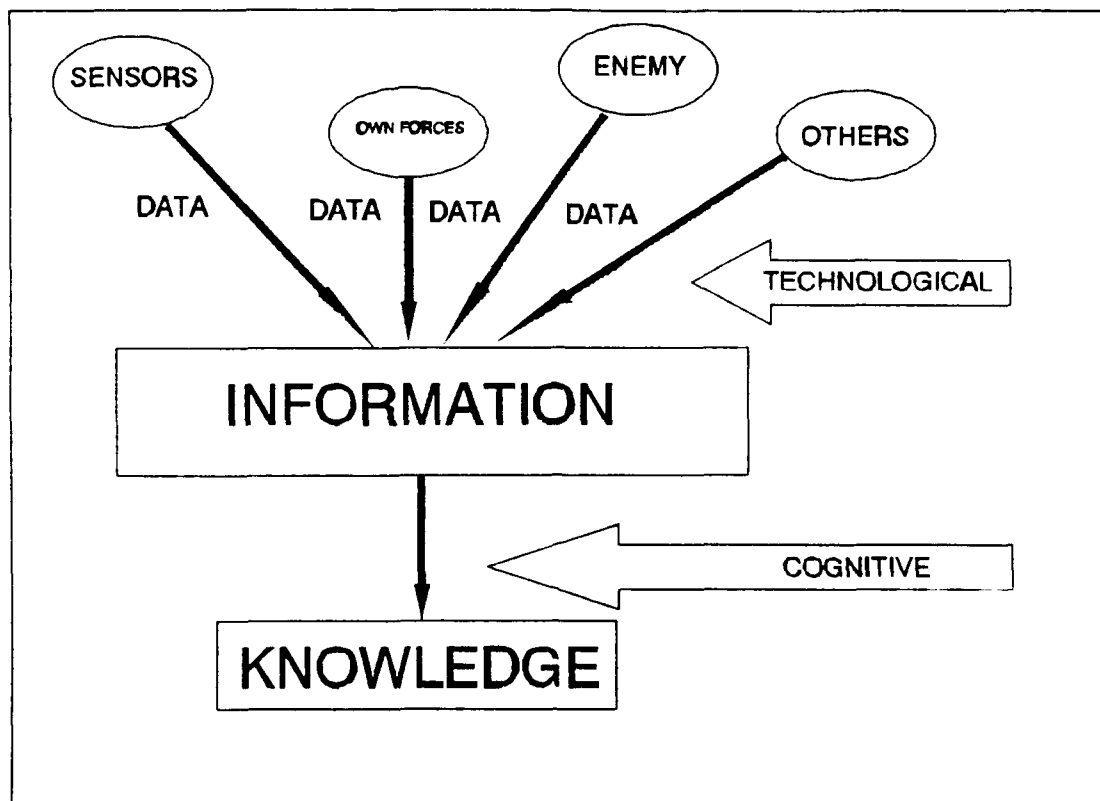 SENSORS
OWN FORCES
ENEMY
OTHERS
DATA
DATA
DATA
DATA
TECHNOLOGICAL
INFORMATION
COGNITIVE
KNOWLEDGE